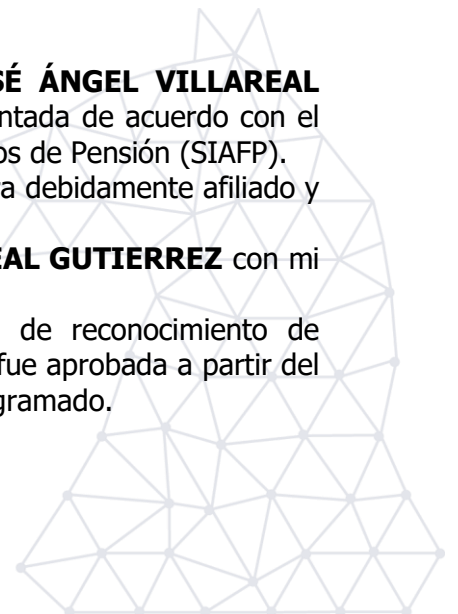 SÉ ÁNGEL VILLAREAL
ntada de acuerdo con el
os de Pensión (SIAFP).
a debidamente afiliado y
EAL GUTIERREZ con mi
de reconocimiento de
fue aprobada a partir del
gramado.